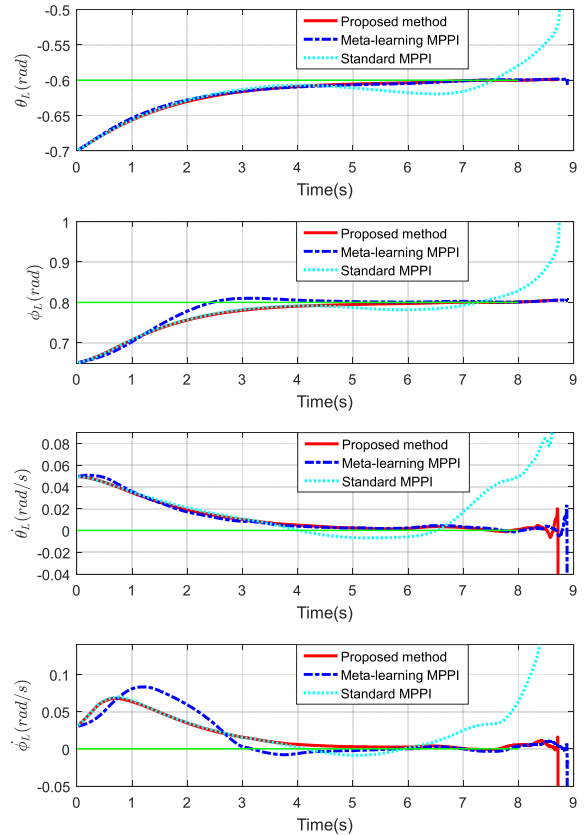 -0.5
-0.55
-0.6
-0.65
-0.7
θ_L(rad)
Proposed method
Meta-learning MPPI
Standard MPPI
0 1 2 3 4 5 6 7 8 9
Time(s)
1
0.9
0.8
0.7
ϕ_L(rad)
Proposed method
Meta-learning MPPI
Standard MPPI
0 1 2 3 4 5 6 7 8 9
Time(s)
0.08
0.06
0.04
0.02
0
-0.02
-0.04
θ̇_L(rad/s)
Proposed method
Meta-learning MPPI
Standard MPPI
0 1 2 3 4 5 6 7 8 9
Time(s)
0.1
0.05
0
-0.05
ϕ̇_L(rad/s)
Proposed method
Meta-learning MPPI
Standard MPPI
0 1 2 3 4 5 6 7 8 9
Time(s)